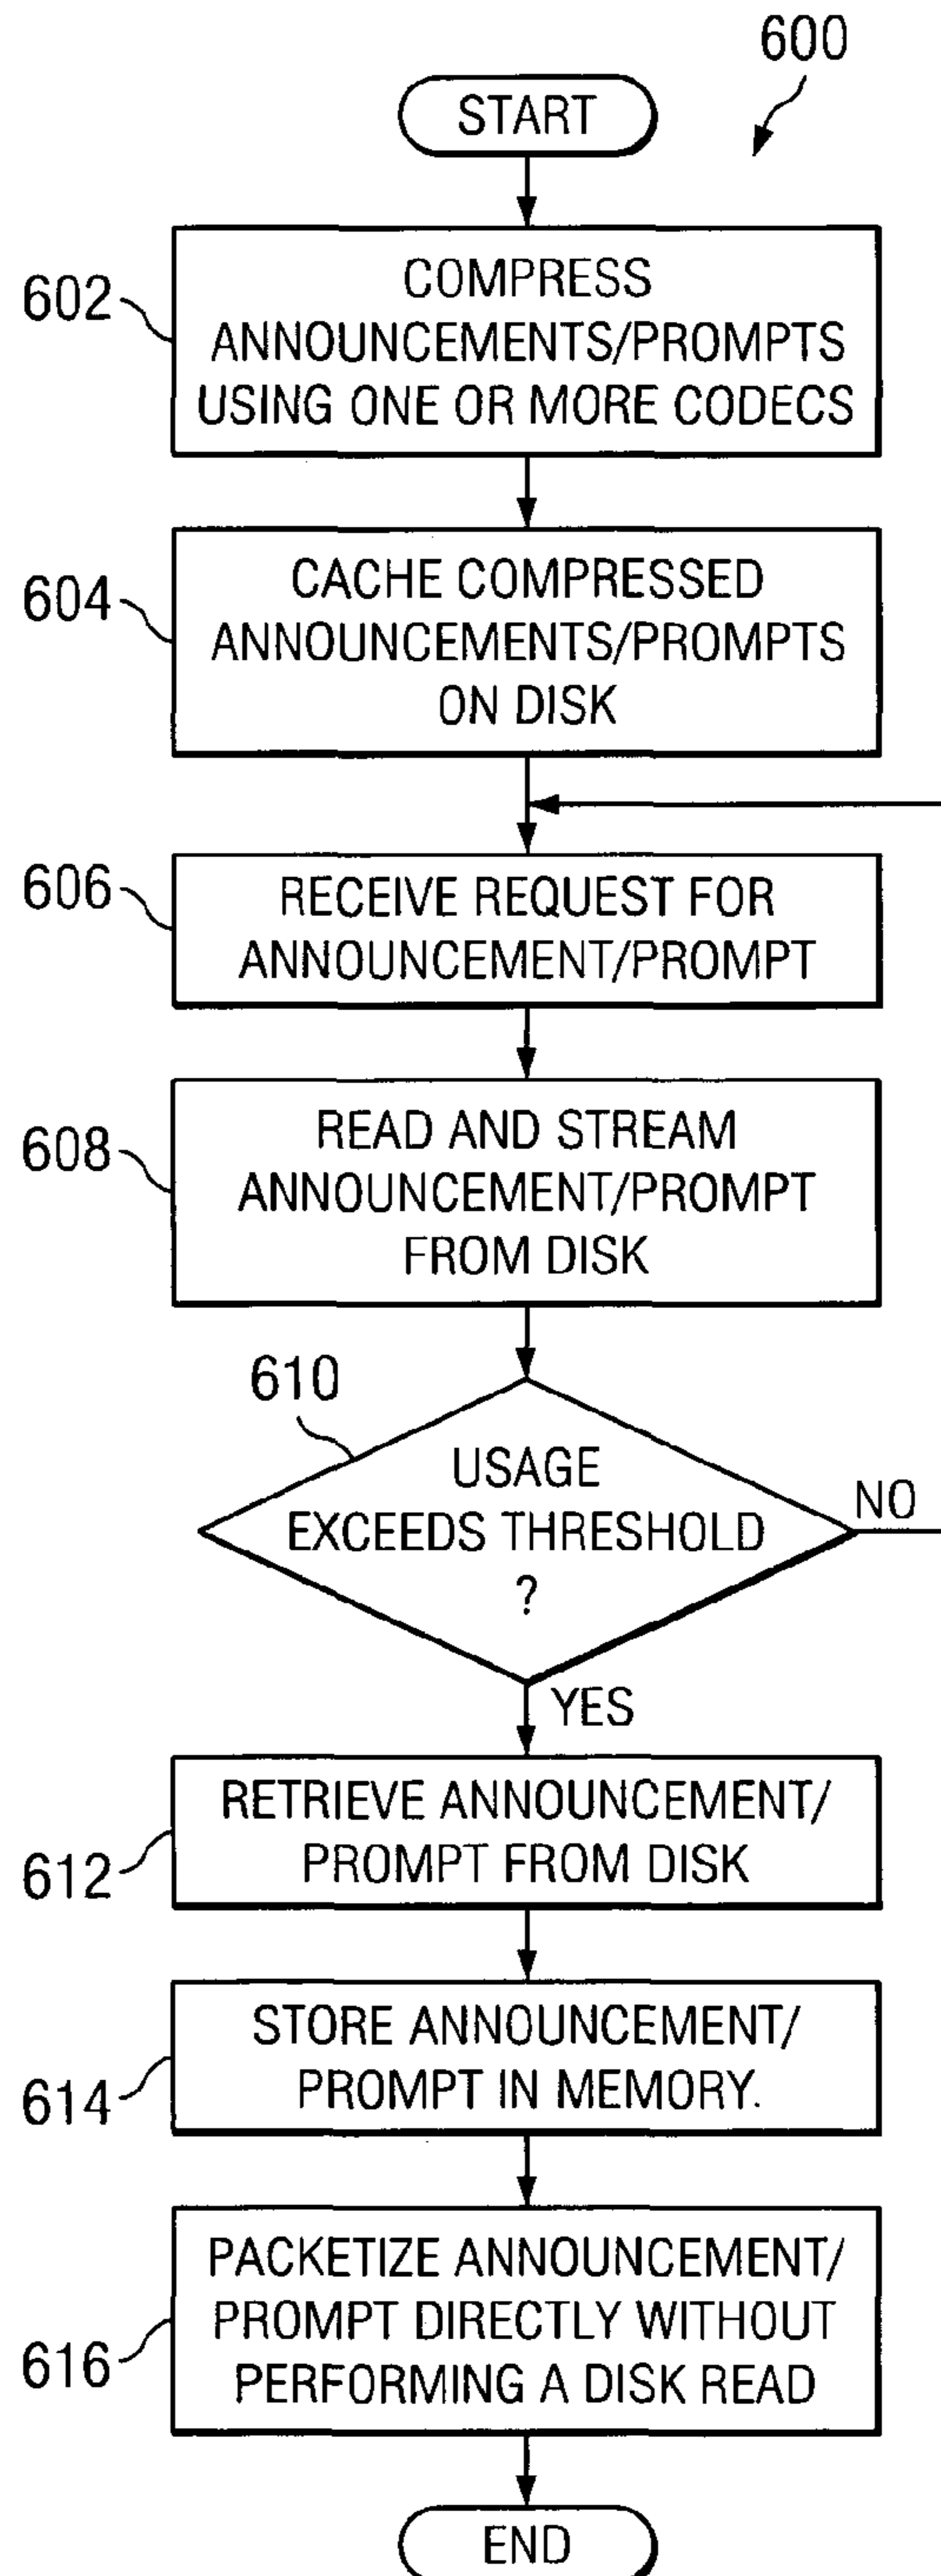 600
START
602
COMPRESS
ANNOUNCEMENTS/PROMPTS
USING ONE OR MORE CODECS
604
CACHE COMPRESSED
ANNOUNCEMENTS/PROMPTS
ON DISK
606
RECEIVE REQUEST FOR
ANNOUNCEMENT/PROMPT
608
READ AND STREAM
ANNOUNCEMENT/PROMPT
FROM DISK
610
USAGE
EXCEEDS THRESHOLD
?
NO
YES
612
RETRIEVE ANNOUNCEMENT/
PROMPT FROM DISK
614
STORE ANNOUNCEMENT/
PROMPT IN MEMORY.
616
PACKETIZE ANNOUNCEMENT/
PROMPT DIRECTLY WITHOUT
PERFORMING A DISK READ
END